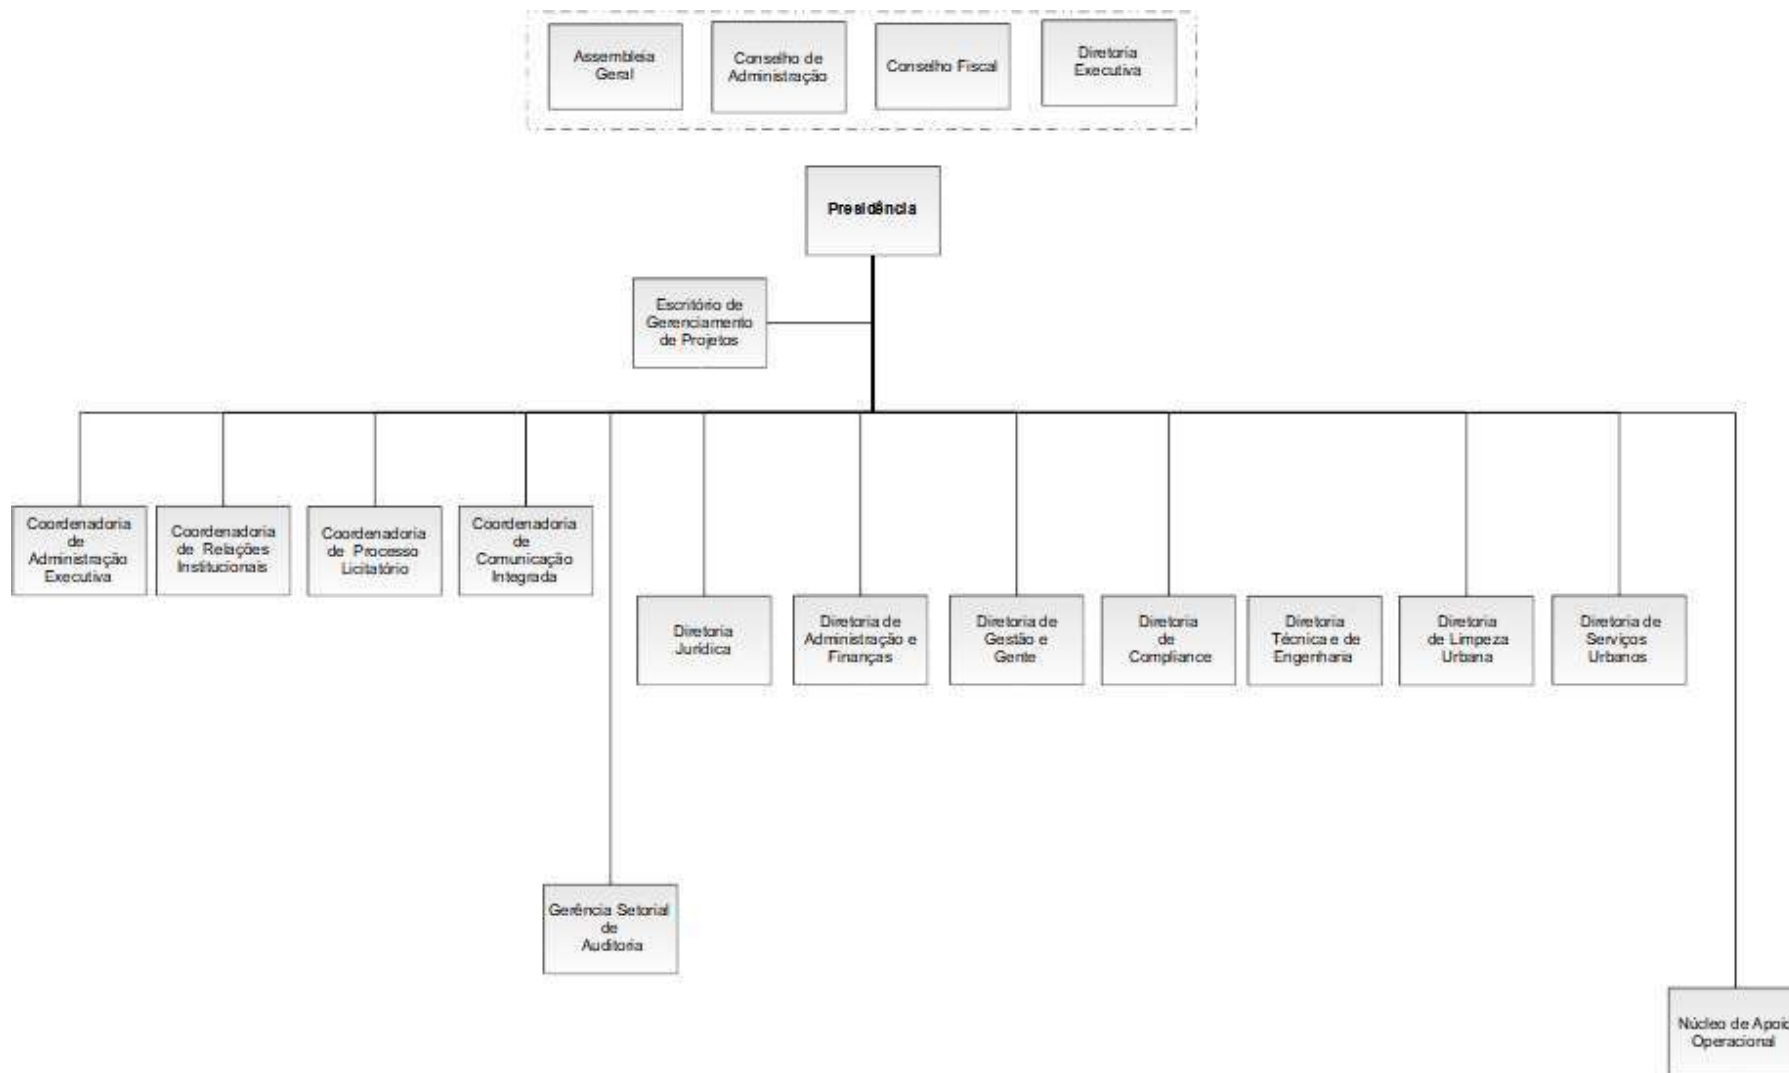 Assembleia
Geral
Conselho de
Administração
Conselho Fiscal
Diretoria
Executiva
Presidência
Escritório de
Gerenciamento
de Projetos
Coordenadoria
de
Administração
Executiva
Coordenadoria
de Relações
Institucionais
Coordenadoria
de Processo
Licitatório
Coordenadoria
de
Comunicação
Integrada
Diretoria
Jurídica
Diretoria de
Administração e
Finanças
Diretoria de
Gestão e
Gente
Diretoria
de
Compliance
Diretoria
Técnica e de
Engenharia
Diretoria
de Limpeza
Urbana
Diretoria de
Serviços
Urbanos
Gerência Setorial
de
Auditoria
Núcleo de Apoio
Operacional